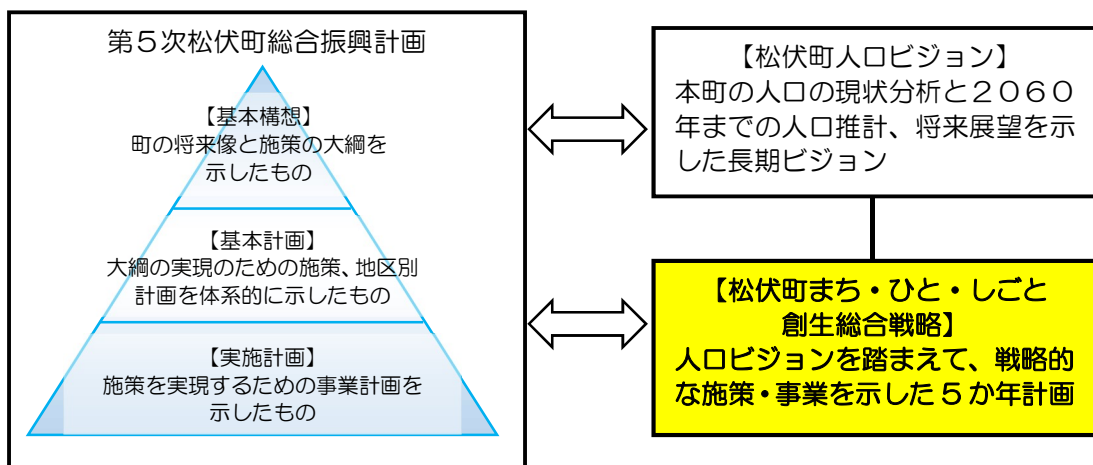 第5次松伏町総合振興計画
【基本構想】
町の将来像と施策の大綱を
示したもの
【基本計画】
大綱の実現のための施策、地区別
計画を体系的に示したもの
【実施計画】
施策を実現するための事業計画を
示したもの
【松伏町人口ビジョン】
本町の人口の現状分析と2060
年までの人口推計、将来展望を示
した長期ビジョン
【松伏町まち・ひと・しごと
創生総合戦略】
人口ビジョンを踏まえて、戦略的
な施策・事業を示した5か年計画